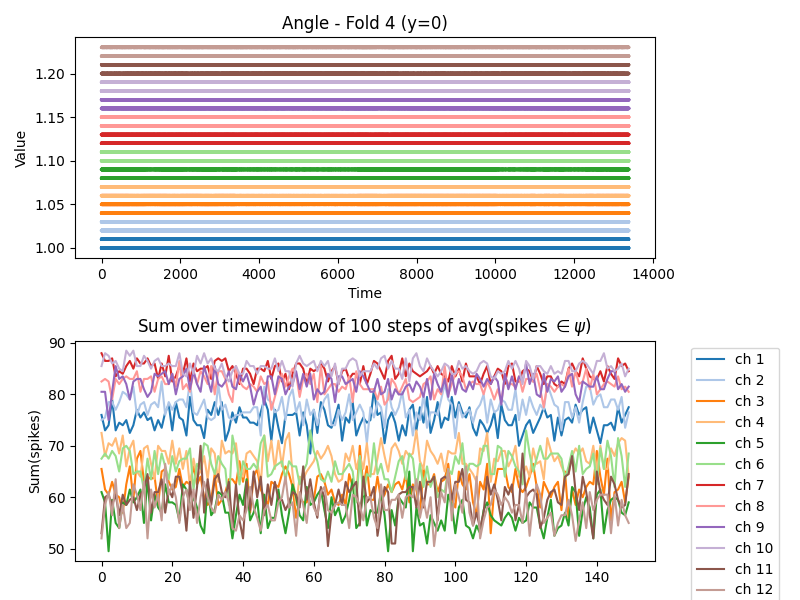 Angle - Fold 4 (y=0)
Value
1.20
1.15
1.10
1.05
1.00
0 2000 4000 6000 8000 10000 12000 14000
Time
Sum over timewindow of 100 steps of avg(spikes ∈ ψ)
Sum(spikes)
90
80
70
60
50
0 20 40 60 80 100 120 140
ch 1
ch 2
ch 3
ch 4
ch 5
ch 6
ch 7
ch 8
ch 9
ch 10
ch 11
ch 12